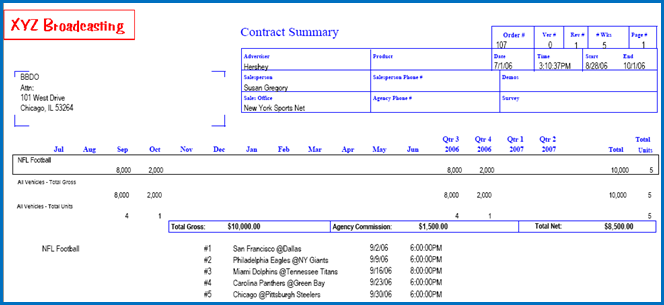 XYZ Broadcasting
Contract Summary
Order # Ver # Rev # # Wks Page #
107 0 1 5 1
Advertiser Product Date Time Start End
Hershey 7/1/06 3:10:37PM 8/28/06 10/1/06
Salesperson Salesperson Phone # Demos
Susan Gregory
Sales Office Agency Phone # Survey
New York Sports Net
BBDO
Attn:
101 West Drive
Chicago, IL 53264
Jul Aug Sep Oct Nov Dec Jan Feb Mar Apr May Jun Qtr 3 2006 Qtr 4 2006 Qtr 1 2007 Qtr 2 2007 Total Total Units
NFL Football
8,000 2,000 8,000 2,000 10,000 5
All Vehicles - Total Gross
8,000 2,000 8,000 2,000 10,000 5
All Vehicles - Total Units
4 1 4 1 5
Total Gross: $10,000.00 Agency Commission: $1,500.00 Total Net: $8,500.00
NFL Football #1 San Francisco @Dallas 9/2/06 6:00:00PM
#2 Philadelphia Eagles @NY Giants 9/9/06 6:00:00PM
#3 Miami Dolphins @Tennessee Titans 9/16/06 8:00:00PM
#4 Carolina Panthers @Green Bay 9/23/06 6:00:00PM
#5 Chicago @Pittsburgh Steelers 9/30/06 6:00:00PM